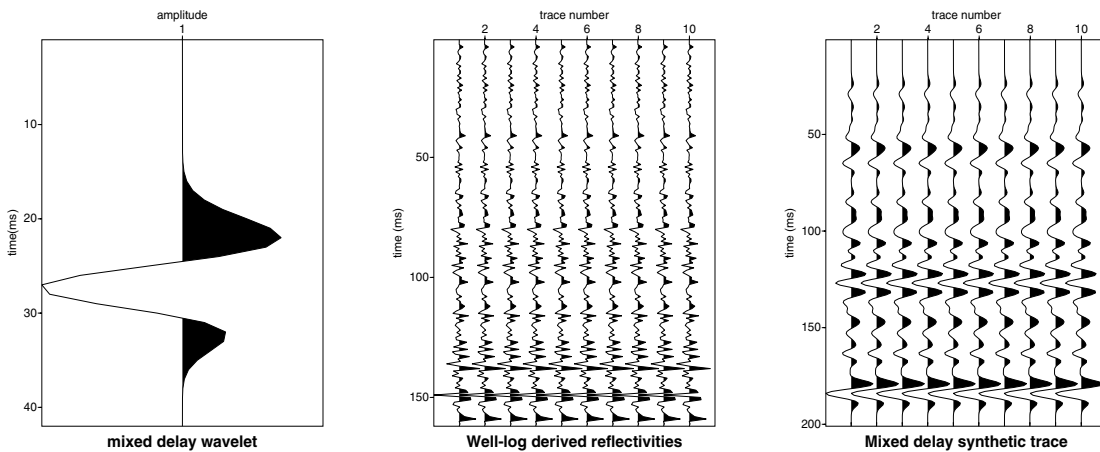 amplitude
1
time(ms)
10
20
30
40
mixed delay wavelet
trace number
2 4 6 8 10
time (ms)
50
100
150
Well-log derived reflectivities
trace number
2 4 6 8 10
time (ms)
50
100
150
200
Mixed delay synthetic trace